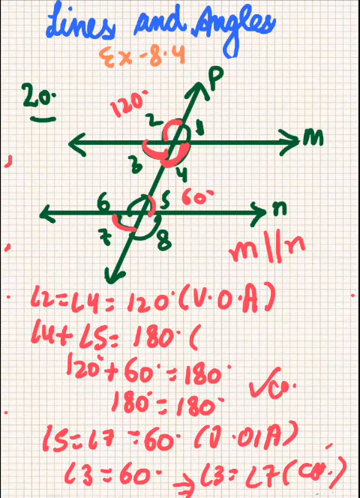 Lines and Angles
Ex-8.4
20.
P
120°
2 1
m
3 4
6 5 60°
n
7 8
m||n
∠2=∠4=120° (V.O.A)
∠4+∠5=180° (
120°+60°=180°
180°=180°
∠5=∠7=60° (V.O/A)
∠3=60° → ∠3=∠7 (